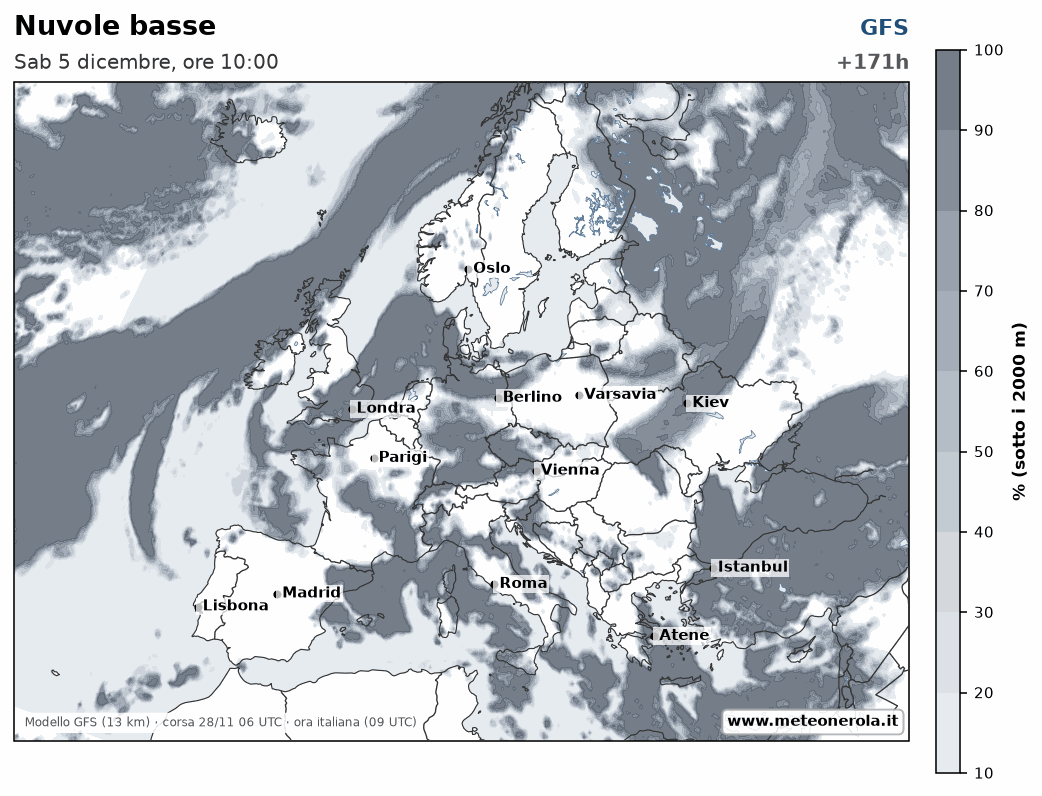 Nuvole basse
GFS
Sab 5 dicembre, ore 10:00
+171h
100
90
80
70
60
50
40
30
20
10
% (sotto i 2000 m)
Oslo
Berlino
Varsavia
Londra
Kiev
Parigi
Vienna
Istanbul
Roma
Madrid
Lisbona
Atene
Modello GFS (13 km) · corsa 28/11 06 UTC · ora italiana (09 UTC)
www.meteonerola.it